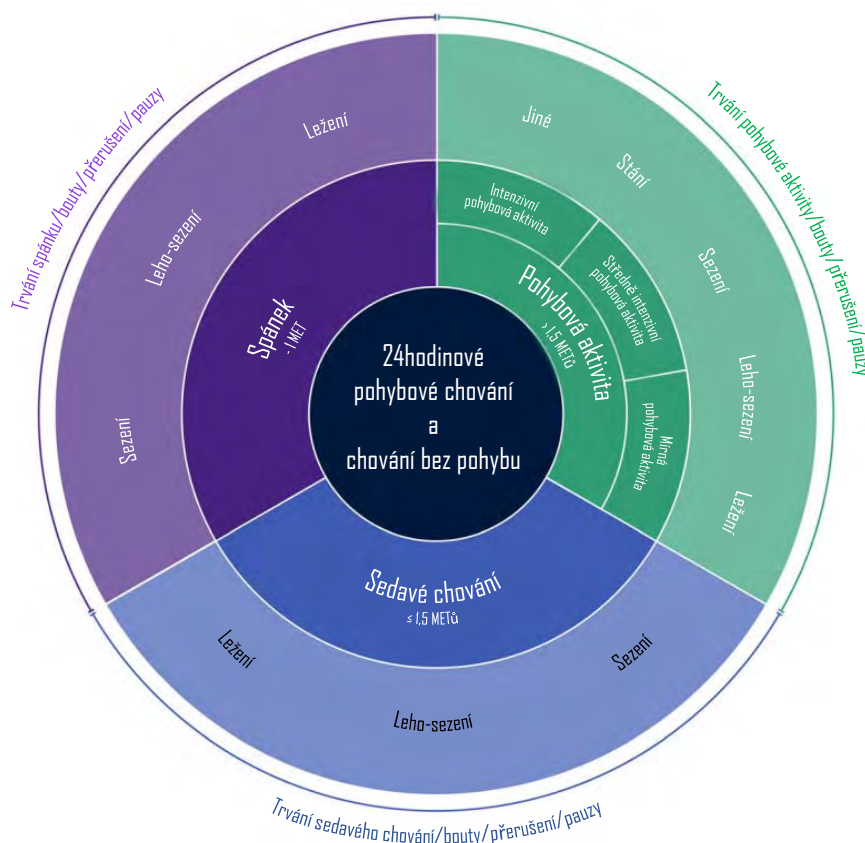 24hodinové
pohybové chování
a
chování bez pohybu
Spánek
- 1 MET
Ležení
Leho-sezení
Sezení
Trvání spánku/bouty/přerušení/pauzy
Pohybová aktivita
> 1,5 METů
Intenzivní
pohybová aktivita
Středně intenzivní
pohybová aktivita
Mírná
pohybová aktivita
Jiné
Stání
Sezení
Leho-sezení
Ležení
Trvání pohybové aktivity/bouty/přerušení/pauzy
Sedavé chování
≤ 1,5 METů
Ležení
Leho-sezení
Sezení
Trvání sedavého chování/bouty/přerušení/pauzy